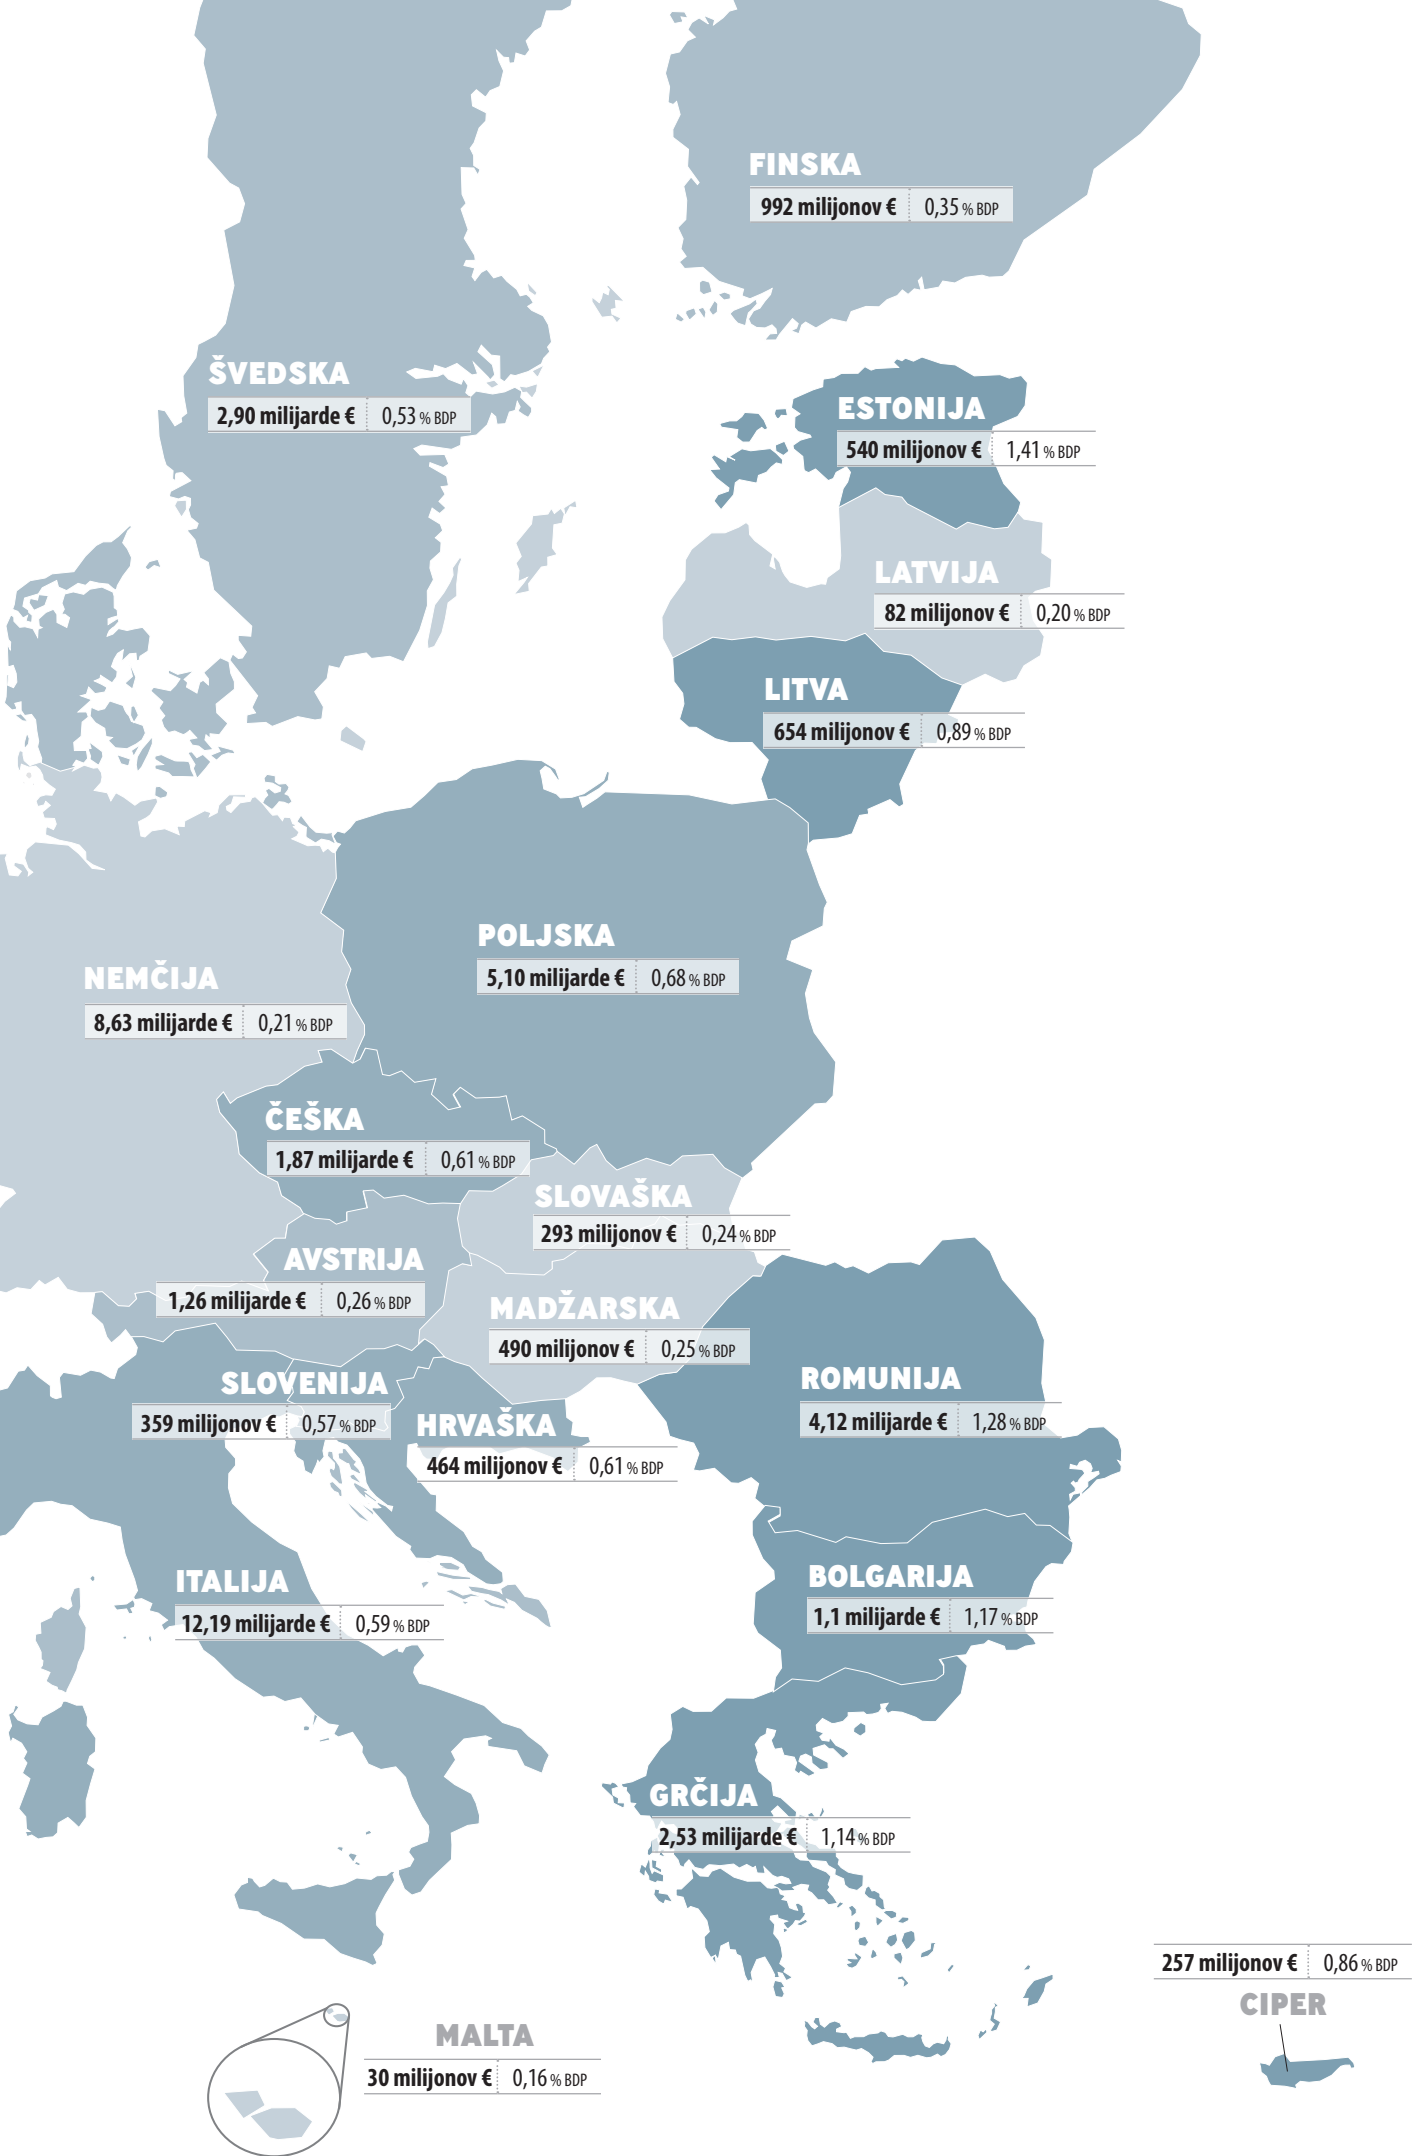 FINSKA
992 milijonov € 0,35 % BDP
ŠVEDSKA
2,90 milijarde € 0,53 % BDP
ESTONIJA
540 milijonov € 1,41 % BDP
LATVIJA
82 milijonov € 0,20 % BDP
LITVA
654 milijonov € 0,89 % BDP
POLJSKA
5,10 milijarde € 0,68 % BDP
NEMČIJA
8,63 milijarde € 0,21 % BDP
ČEŠKA
1,87 milijarde € 0,61 % BDP
SLOVAŠKA
293 milijonov € 0,24 % BDP
AVSTRIJA
1,26 milijarde € 0,26 % BDP
MADŽARSKA
490 milijonov € 0,25 % BDP
ROMUNIJA
4,12 milijarde € 1,28 % BDP
SLOVENIJA
359 milijonov € 0,57 % BDP
HRVAŠKA
464 milijonov € 0,61 % BDP
BOLGARIJA
1,1 milijarde € 1,17 % BDP
ITALIJA
12,19 milijarde € 0,59 % BDP
GRČIJA
2,53 milijarde € 1,14 % BDP
257 milijonov € 0,86 % BDP
CIPER
MALTA
30 milijonov € 0,16 % BDP